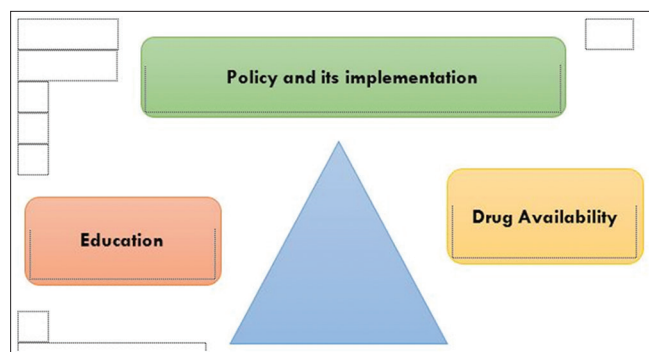 Policy and its implementation
Education
Drug Availability